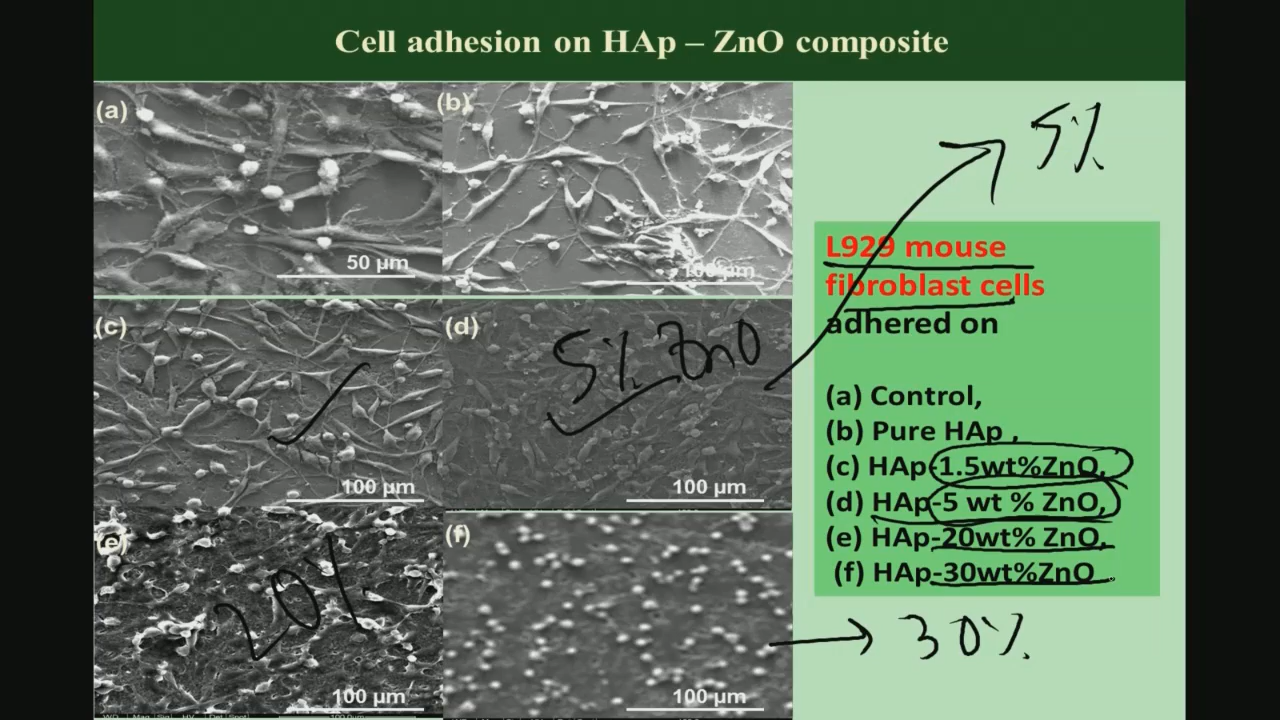 Cell adhesion on HAp – ZnO composite
(a)
50 µm
(b)
100 µm
(c)
100 µm
(d)
5% ZnO
100 µm
(e)
20%
100 µm
(f)
100 µm
5%
L929 mouse
fibroblast cells
adhered on
(a) Control,
(b) Pure HAp ,
(c) HAp-1.5wt%ZnO,
(d) HAp-5 wt % ZnO,
(e) HAp-20wt% ZnO,
(f) HAp-30wt%ZnO
30%